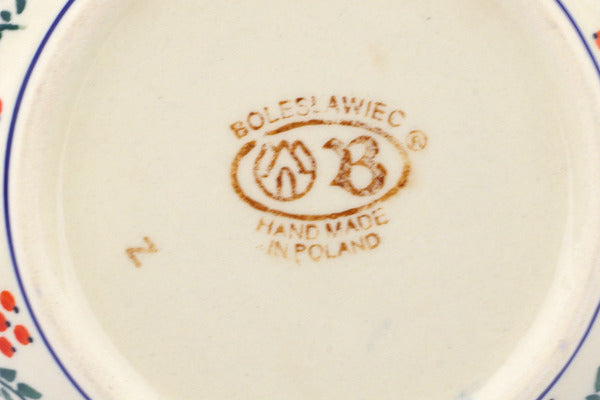 BOLESLAWIEC
B®
HAND MADE
IN POLAND
N